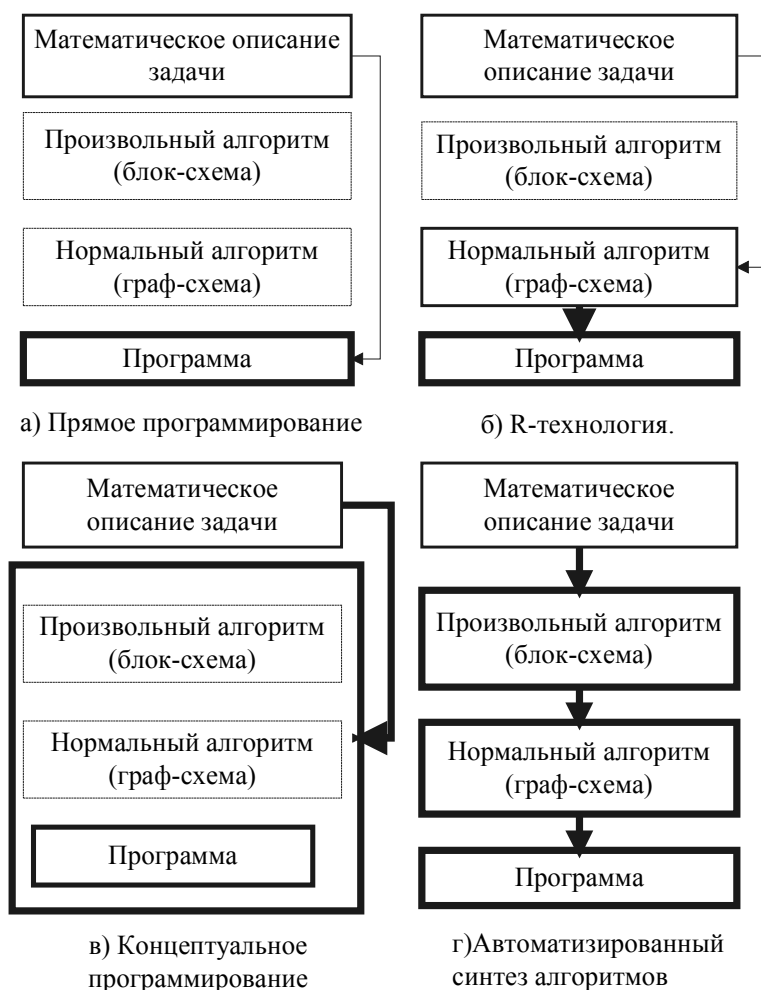 Математическое описание
задачи
Произвольный алгоритм
(блок-схема)
Нормальный алгоритм
(граф-схема)
Программа
а) Прямое программирование
Математическое
описание задачи
Произвольный алгоритм
(блок-схема)
Нормальный алгоритм
(граф-схема)
Программа
б) R-технология.
Математическое
описание задачи
Произвольный алгоритм
(блок-схема)
Нормальный алгоритм
(граф-схема)
Программа
в) Концептуальное
программирование
Математическое
описание задачи
Произвольный алгоритм
(блок-схема)
Нормальный алгоритм
(граф-схема)
Программа
г)Автоматизированный
синтез алгоритмов